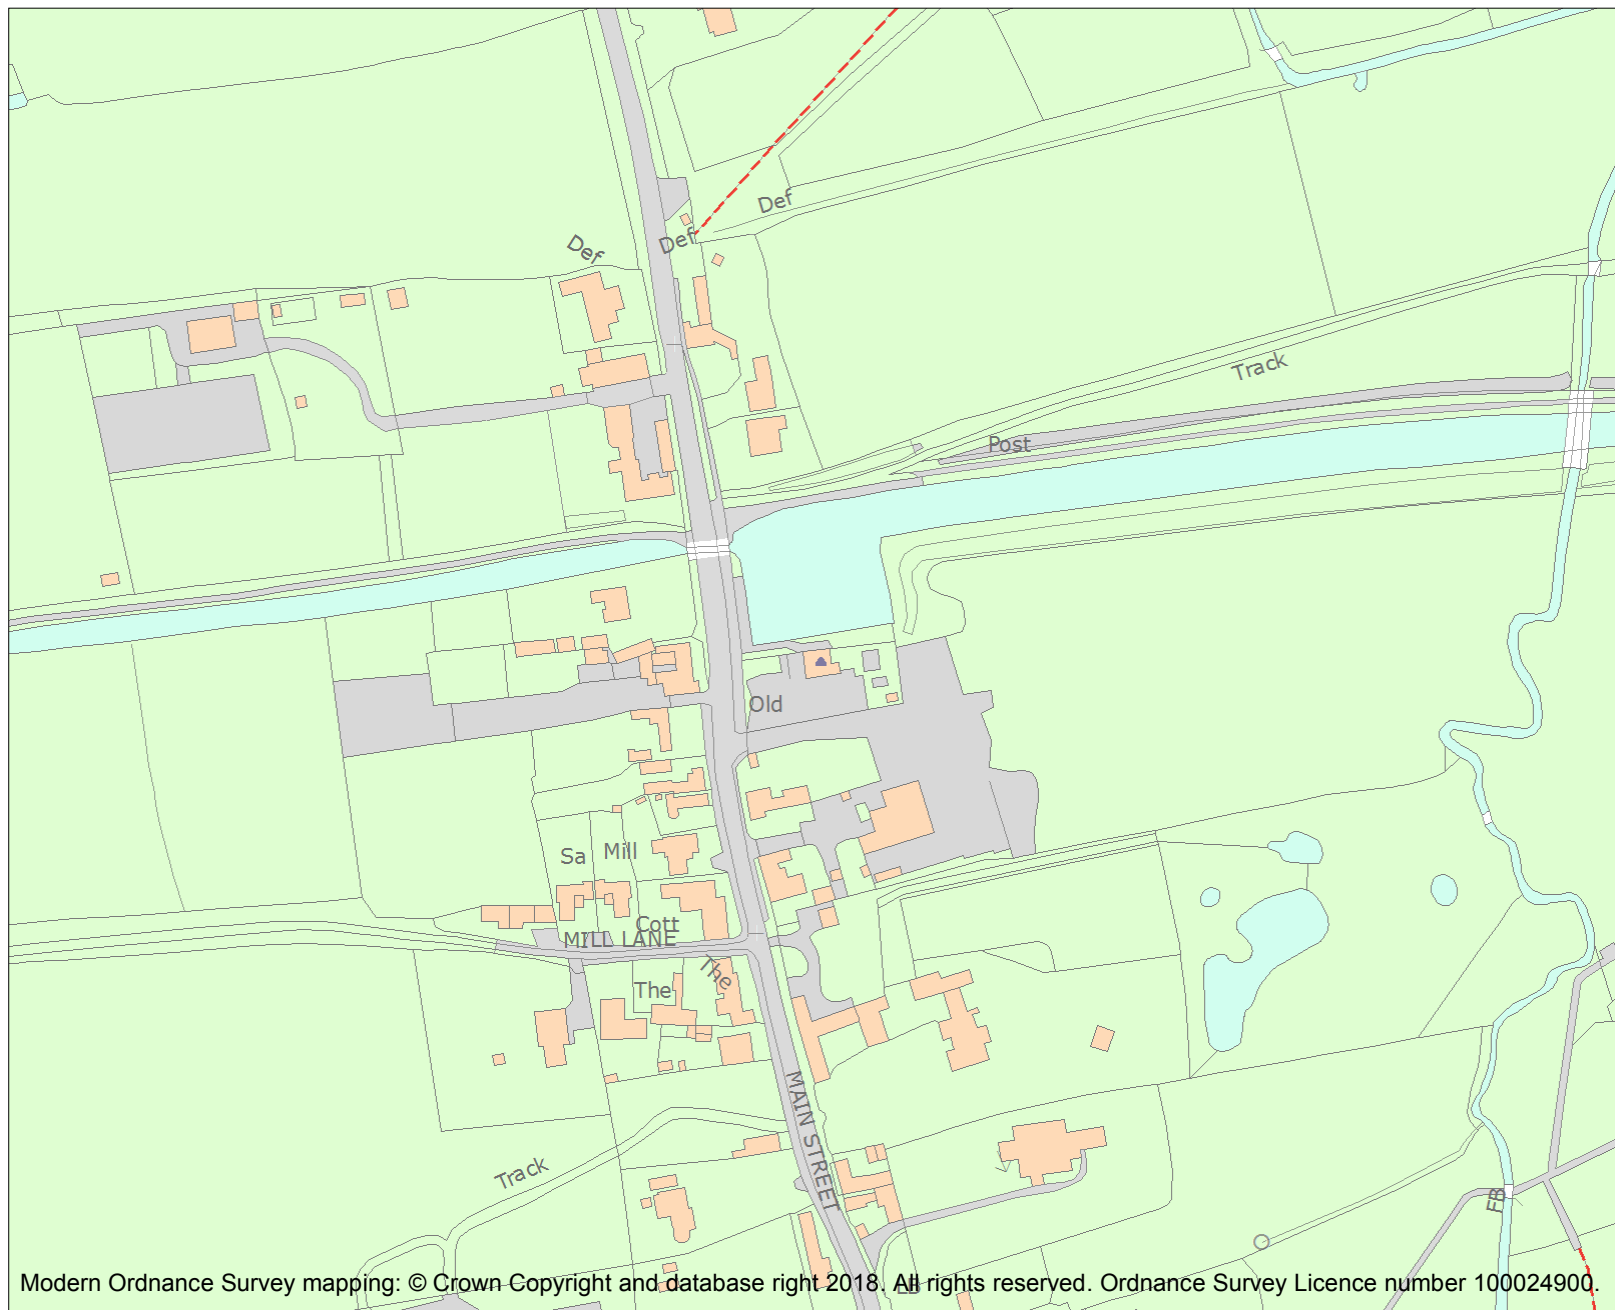 Def
Def
Def
Track
Post
Old
Sa
Mill
Cott
MILL LANE
The
The
MAIN STREET
Track
FB
LB
Modern Ordnance Survey mapping: © Crown Copyright and database right 2018. All rights reserved. Ordnance Survey Licence number 100024900.